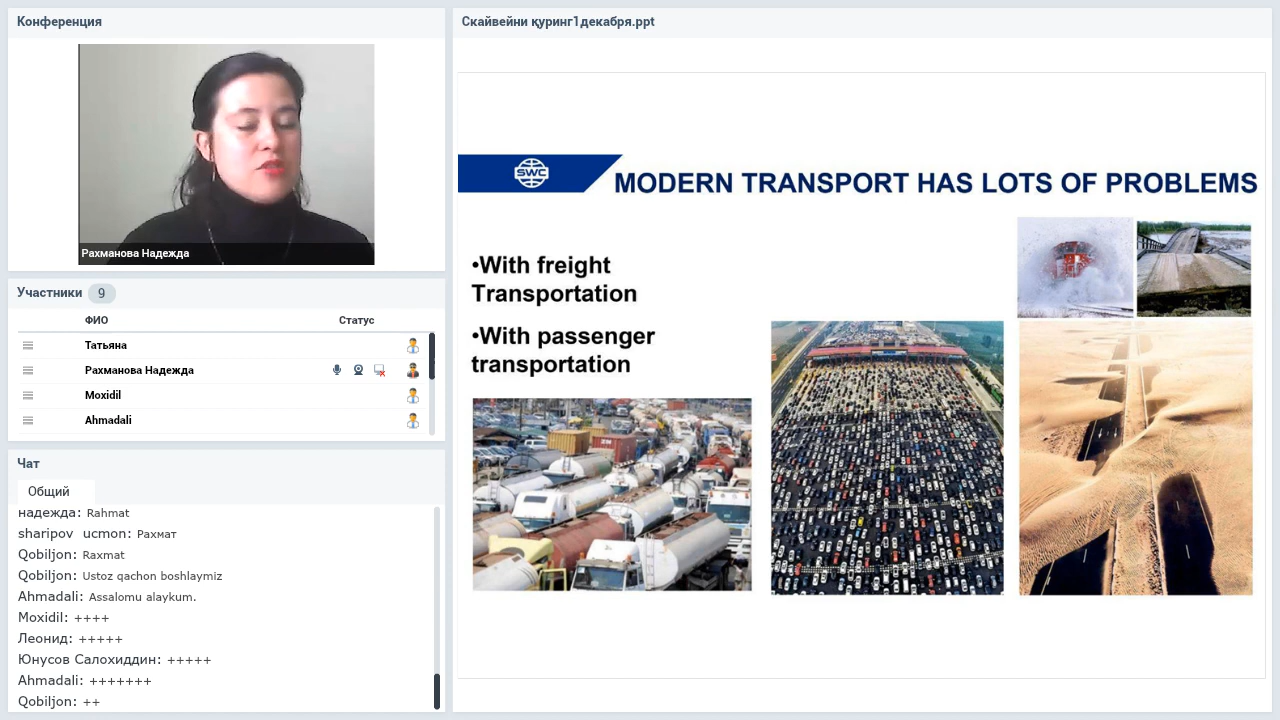 Конференция
Рахманова Надежда
Участники 9
ФИО Статус
Татьяна
Рахманова Надежда
Moxidil
Ahmadali
Чат
Общий
надежда: Rahmat
sharipov ucmon: Рахмат
Qobiljon: Raxmat
Qobiljon: Ustoz qachon boshlaymiz
Ahmadali: Assalomu alaykum.
Moxidil: ++++
Леонид: +++++
Юнусов Салохиддин: +++++
Ahmadali: +++++++
Qobiljon: ++
Скайвейни қуринг1декабря.ppt
SWC
MODERN TRANSPORT HAS LOTS OF PROBLEMS
•With freight
Transportation
•With passenger
transportation